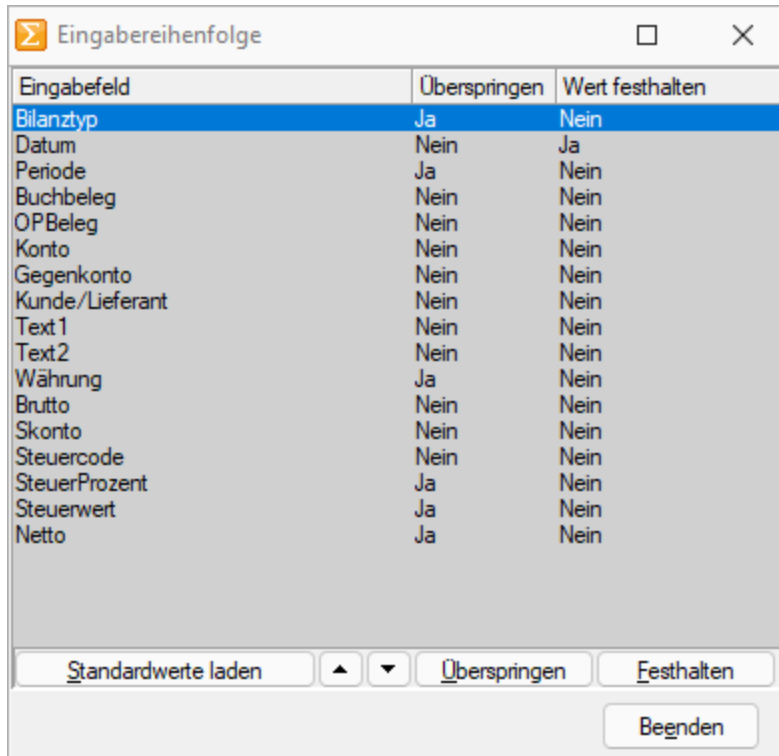 Eingabereihenfolge
Eingabefeld Überspringen Wert festhalten
Bilanztyp Ja Nein
Datum Nein Ja
Periode Ja Nein
Buchbeleg Nein Nein
OPBeleg Nein Nein
Konto Nein Nein
Gegenkonto Nein Nein
Kunde/Lieferant Nein Nein
Text1 Nein Nein
Text2 Nein Nein
Währung Ja Nein
Brutto Nein Nein
Skonto Nein Nein
Steuercode Nein Nein
SteuerProzent Ja Nein
Steuerwert Ja Nein
Netto Ja Nein
Standardwerte laden Überspringen Festhalten
Beenden